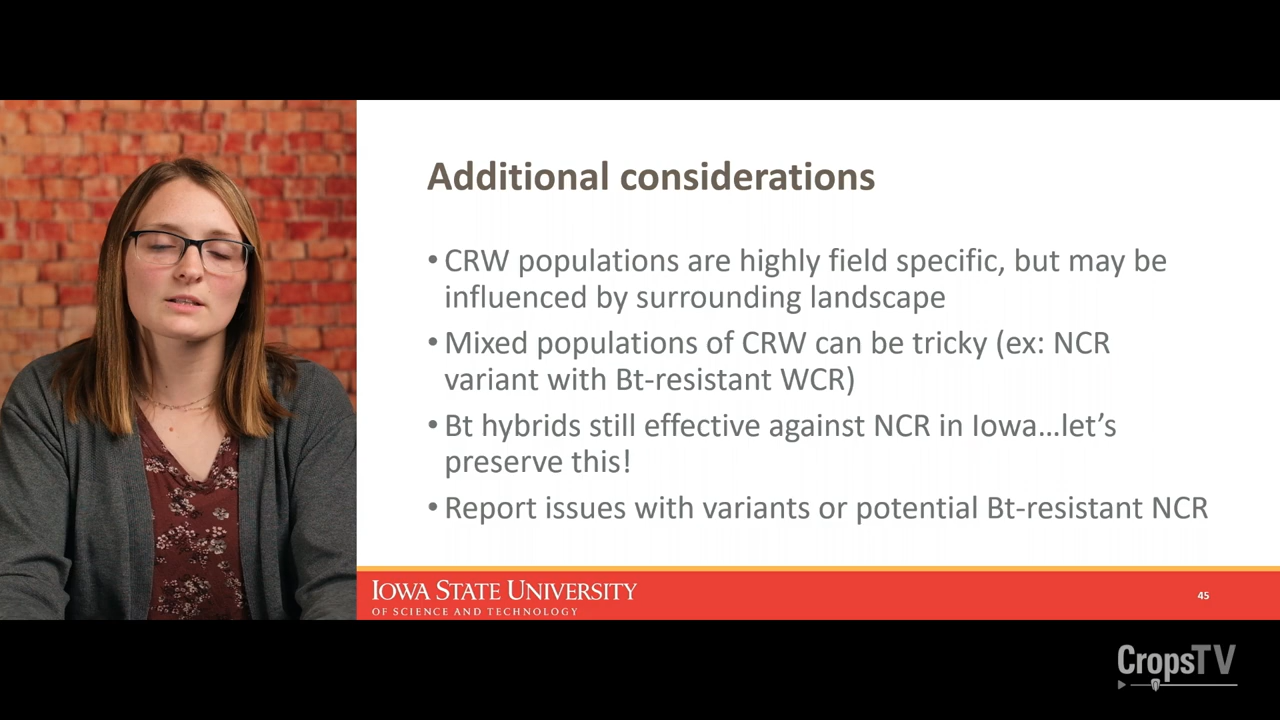 Additional considerations
• CRW populations are highly field specific, but may be
influenced by surrounding landscape
• Mixed populations of CRW can be tricky (ex: NCR
variant with Bt-resistant WCR)
• Bt hybrids still effective against NCR in Iowa…let’s
preserve this!
• Report issues with variants or potential Bt-resistant NCR
IOWA STATE UNIVERSITY
OF SCIENCE AND TECHNOLOGY
45
CropsTV